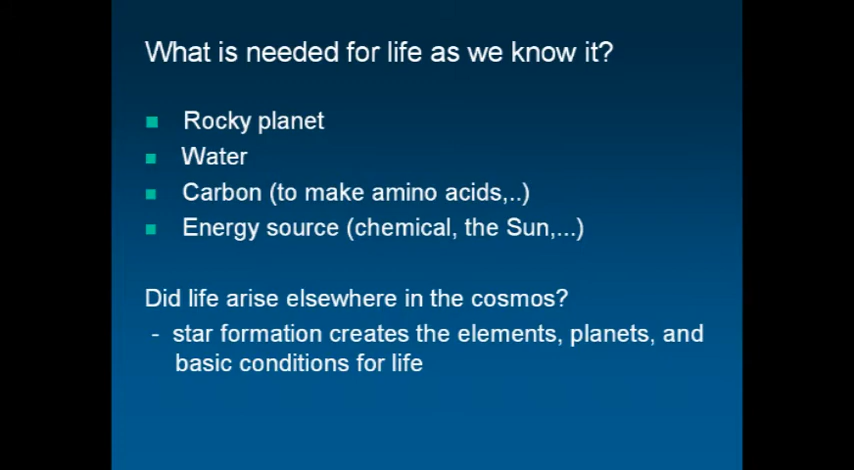 What is needed for life as we know it?
Rocky planet
Water
Carbon (to make amino acids,..)
Energy source (chemical, the Sun,...)
Did life arise elsewhere in the cosmos?
- star formation creates the elements, planets, and
basic conditions for life